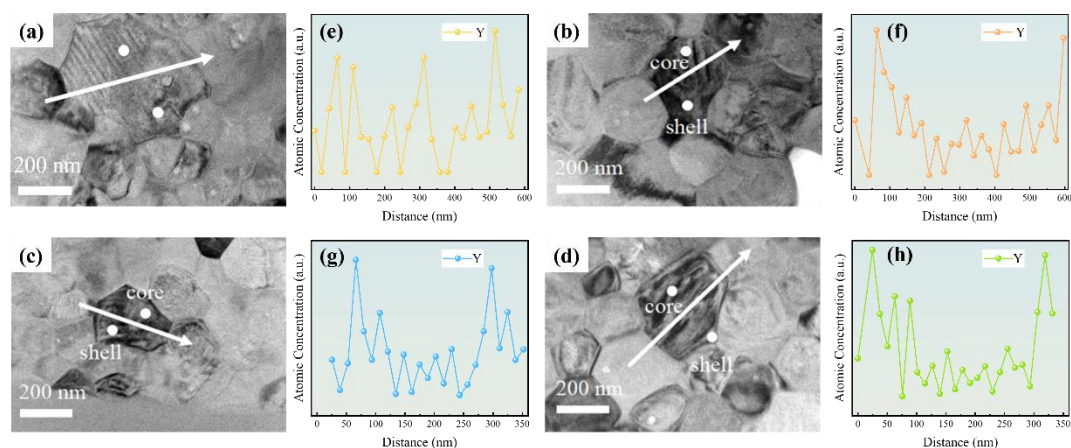 (a)
200 nm
(e)
Y
Atomic Concentration (a.u.)
0 100 200 300 400 500 600
Distance (nm)
(b)
core
shell
200 nm
(f)
Y
Atomic Concentration (a.u.)
0 100 200 300 400 500 600
Distance (nm)
(c)
core
shell
200 nm
(g)
Y
Atomic Concentration (a.u.)
0 50 100 150 200 250 300 350
Distance (nm)
(d)
core
shell
200 nm
(h)
Y
Atomic Concentration (a.u.)
0 50 100 150 200 250 300 350
Distance (nm)